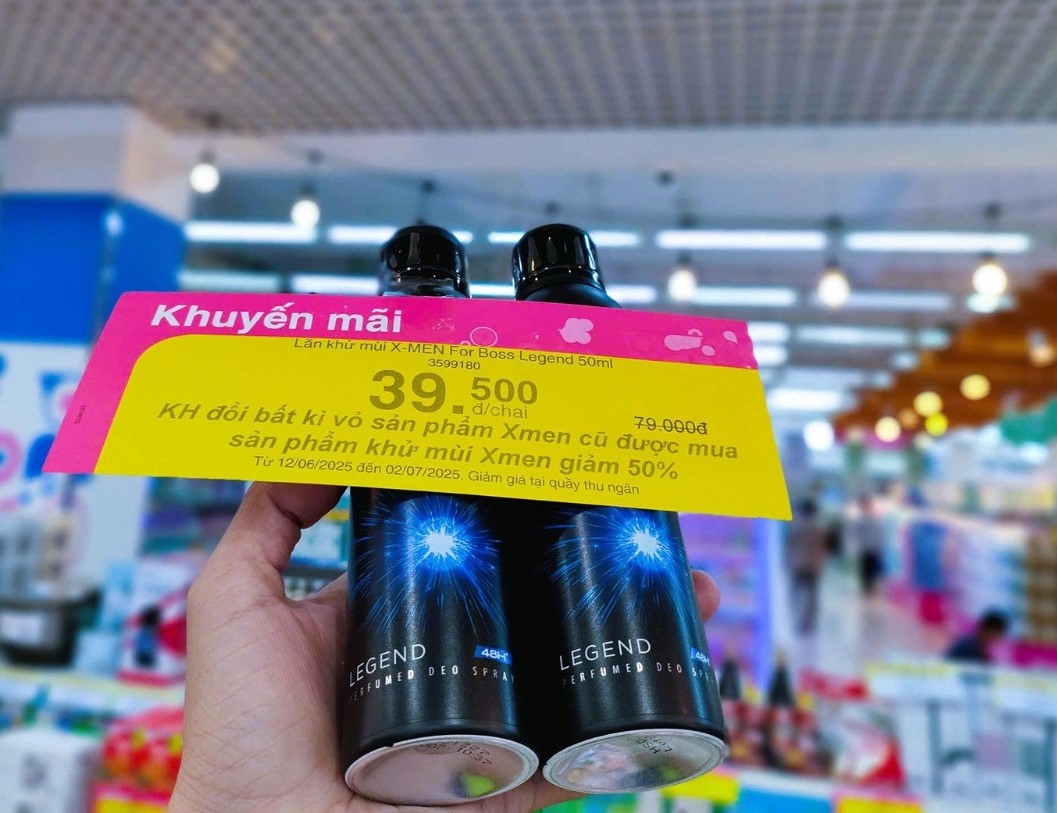 Khuyến mãi
Lăn khử mùi X-MEN For Boss Legend 50ml
3599180
39.500
đ/chai
79.000đ
KH đổi bất kì vỏ sản phẩm Xmen cũ được mua
sản phẩm khử mùi Xmen giảm 50%
Từ 12/06/2025 đến 02/07/2025. Giảm giá tại quầy thu ngân
LEGEND 48H
PERFUMED DEO SPRAY
LEGEND 48H
PERFUMED DEO SP